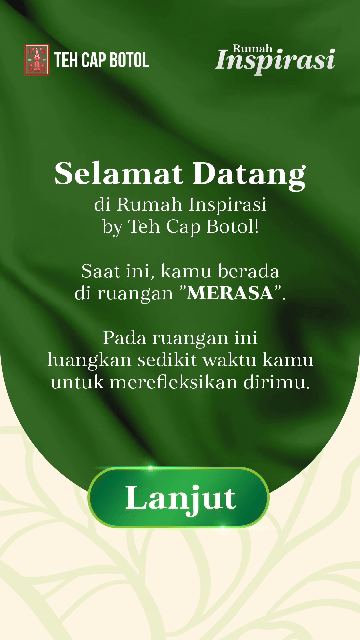 TEH CAP BOTOL
Rumah
Inspirasi
Selamat Datang
di Rumah Inspirasi
by Teh Cap Botol!
Saat ini, kamu berada
di ruangan "MERASA".
Pada ruangan ini
luangkan sedikit waktu kamu
untuk merefleksikan dirimu.
Lanjut